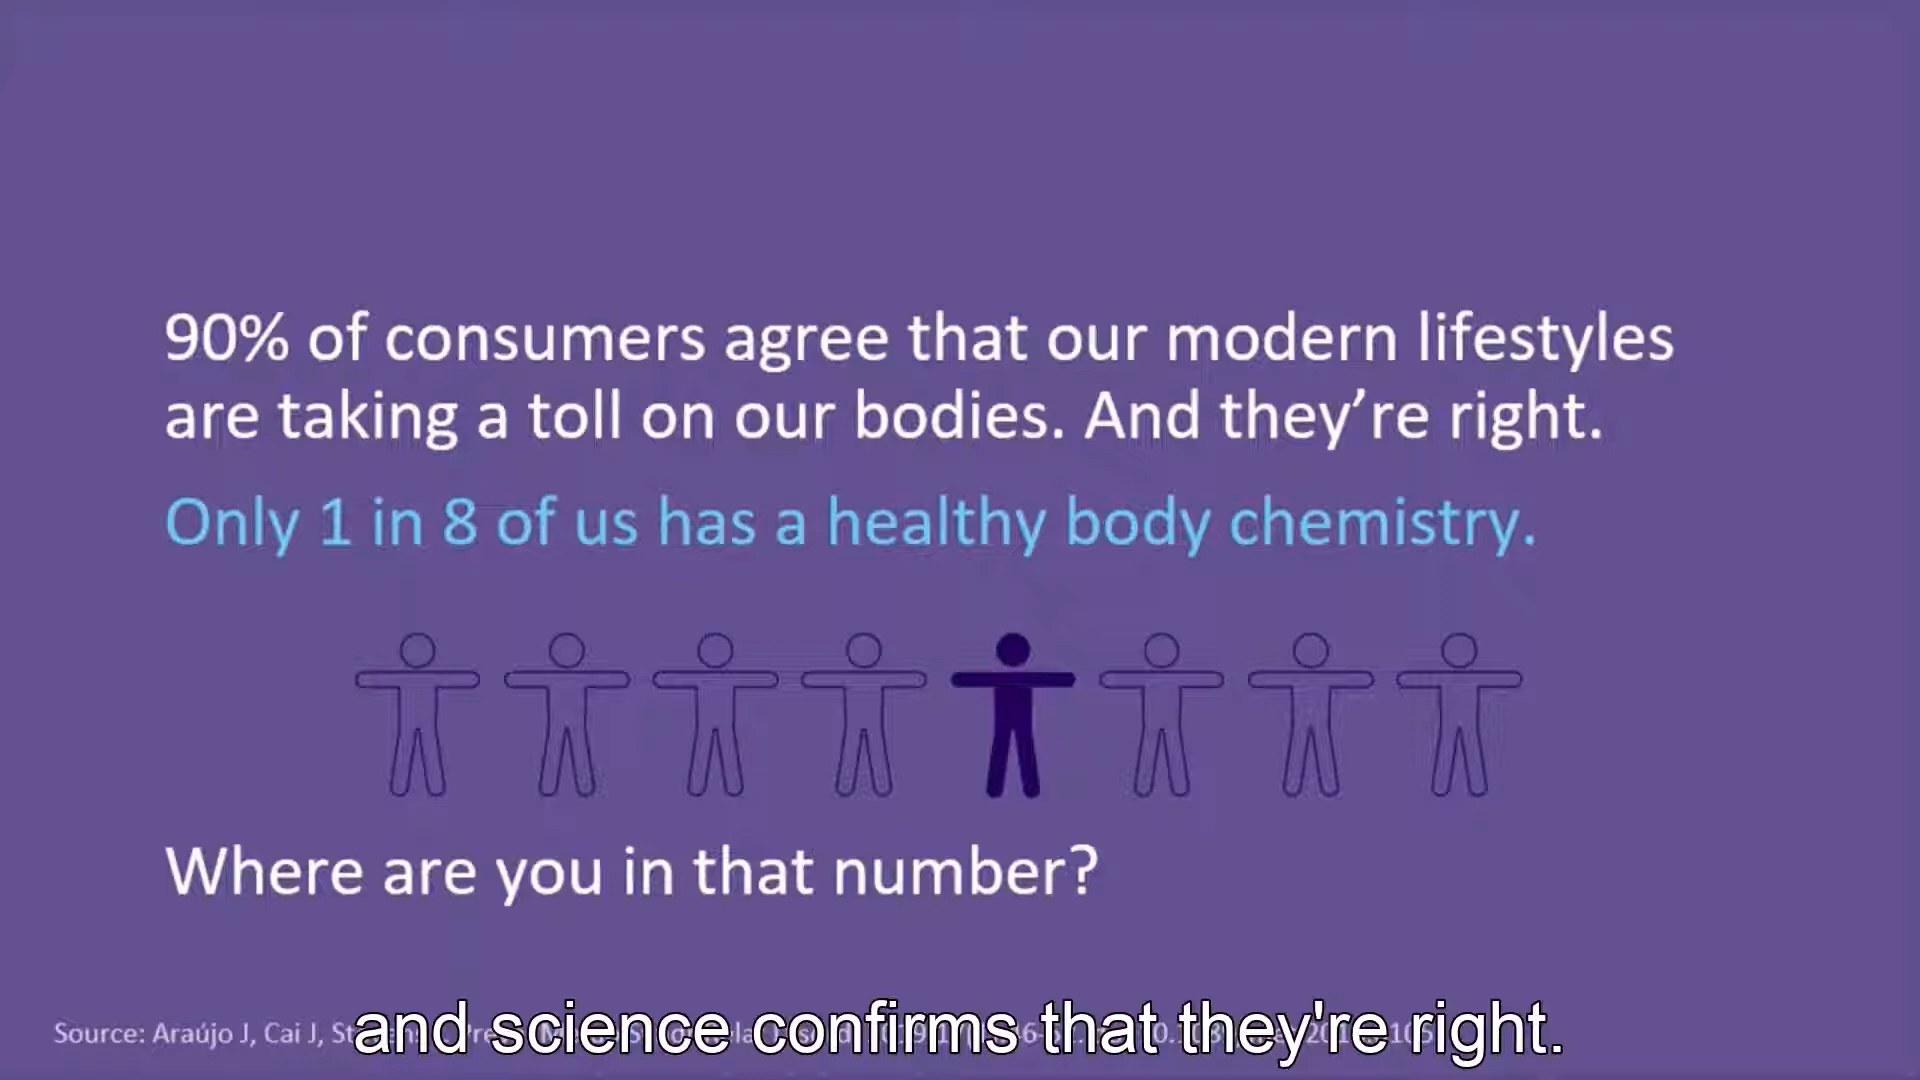 90% of consumers agree that our modern lifestyles
are taking a toll on our bodies. And they’re right.
Only 1 in 8 of us has a healthy body chemistry.
Where are you in that number?
Source: Araújo J, Cai J,
and science confirms that they're right.